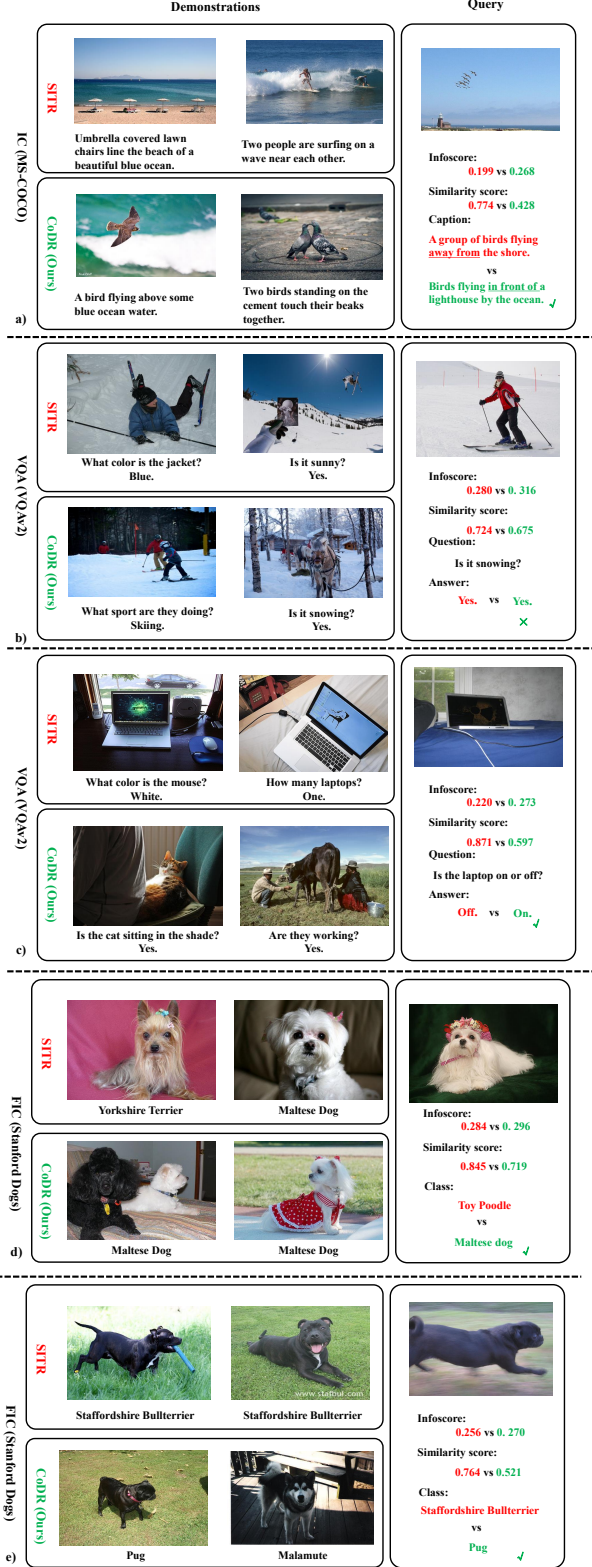 Demonstrations
Query
IC (MS-COCO)
SITR
Umbrella covered lawn
chairs line the beach of a
beautiful blue ocean.
Two people are surfing on a
wave near each other.
CoDR (Ours)
A bird flying above some
blue ocean water.
Two birds standing on the
cement touch their beaks
together.
Infoscore:
0.199 vs 0.268
Similarity score:
0.774 vs 0.428
Caption:
A group of birds flying
away from the shore.
vs
Birds flying in front of a
lighthouse by the ocean. ✓
a)
VQA (VQAv2)
SITR
What color is the jacket?
Blue.
Is it sunny?
Yes.
CoDR (Ours)
What sport are they doing?
Skiing.
Is it snowing?
Yes.
Infoscore:
0.280 vs 0. 316
Similarity score:
0.724 vs 0.675
Question:
Is it snowing?
Answer:
Yes. vs Yes.
×
b)
VQA (VQAv2)
SITR
What color is the mouse?
White.
How many laptops?
One.
CoDR (Ours)
Is the cat sitting in the shade?
Yes.
Are they working?
Yes.
Infoscore:
0.220 vs 0. 273
Similarity score:
0.871 vs 0.597
Question:
Is the laptop on or off?
Answer:
Off. vs On. ✓
c)
FIC (Stanford Dogs)
SITR
Yorkshire Terrier
Maltese Dog
CoDR (Ours)
Maltese Dog
Maltese Dog
Infoscore:
0.284 vs 0. 296
Similarity score:
0.845 vs 0.719
Class:
Toy Poodle
vs
Maltese dog ✓
d)
FIC (Stanford Dogs)
SITR
www.stafbul.com
Staffordshire Bullterrier
Staffordshire Bullterrier
CoDR (Ours)
Pug
Malamute
Infoscore:
0.256 vs 0. 270
Similarity score:
0.764 vs 0.521
Class:
Staffordshire Bullterrier
vs
Pug ✓
e)